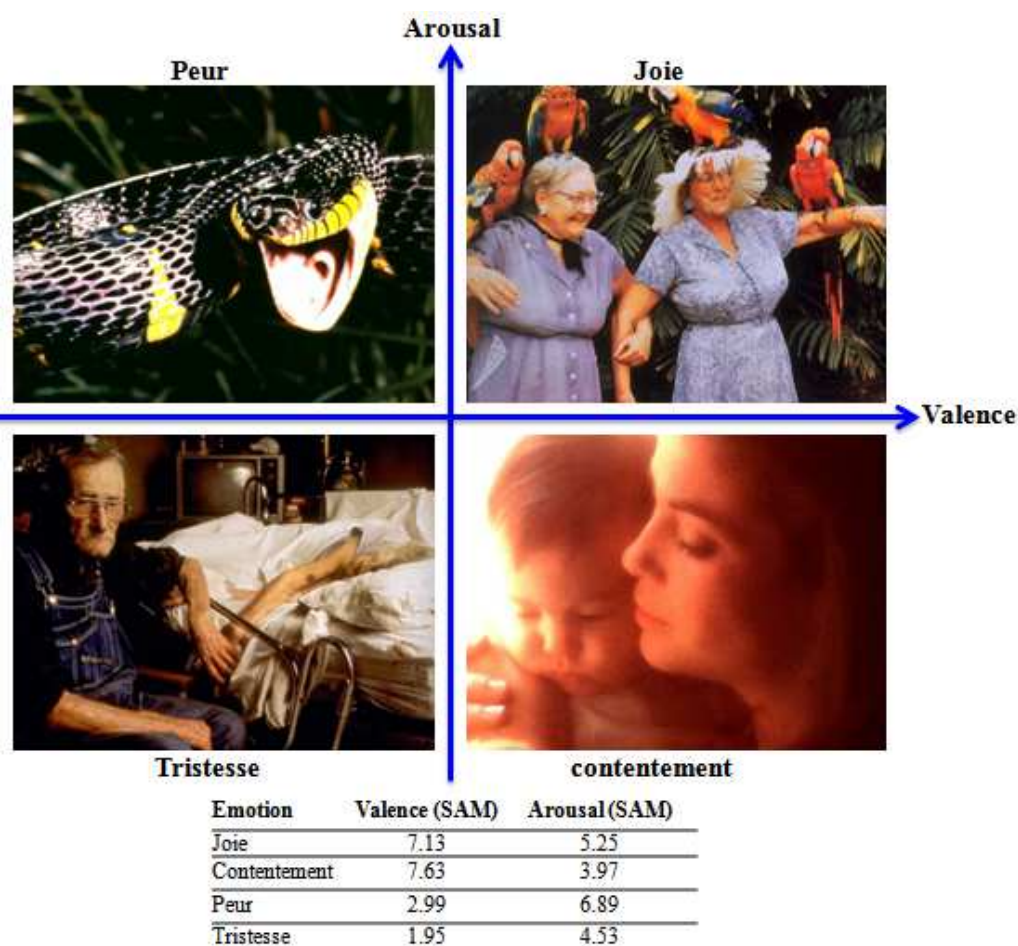 Arousal
Peur
Joie
Valence
Tristesse
contentement
Emotion Valence (SAM) Arousal (SAM)
Joie 7.13 5.25
Contentement 7.63 3.97
Peur 2.99 6.89
Tristesse 1.95 4.53